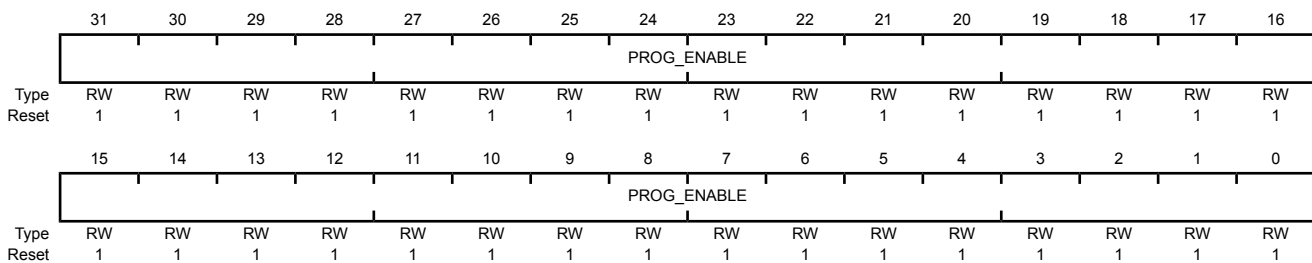 31 30 29 28 27 26 25 24 23 22 21 20 19 18 17 16
PROG_ENABLE
Type RW RW RW RW RW RW RW RW RW RW RW RW RW RW RW RW
Reset 1 1 1 1 1 1 1 1 1 1 1 1 1 1 1 1
15 14 13 12 11 10 9 8 7 6 5 4 3 2 1 0
PROG_ENABLE
Type RW RW RW RW RW RW RW RW RW RW RW RW RW RW RW RW
Reset 1 1 1 1 1 1 1 1 1 1 1 1 1 1 1 1